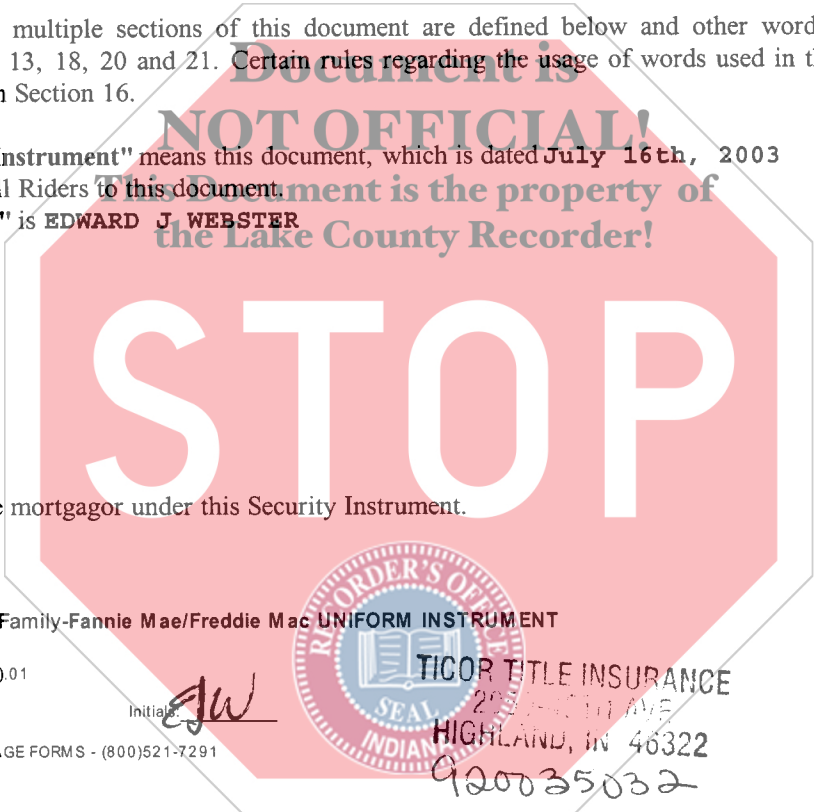 multiple sections of this document are defined below and other word
13, 18, 20 and 21. Certain rules regarding the usage of words used in th
Section 16.
Document is
NOT OFFICIAL!
This Document is the property of
the Lake County Recorder!
Instrument" means this document, which is dated July 16th, 2003
Riders to this document.
" is EDWARD J WEBSTER
STOP
mortgagor under this Security Instrument.
Family-Fannie Mae/Freddie Mac UNIFORM INSTRUMENT
.01
Initials: EJW
AGE FORMS - (800)521-7291
RECORDER'S OFFICE
SEAL
INDIANA
TICOR TITLE INSURANCE
AVE
HIGHLAND, IN 46322
920035032